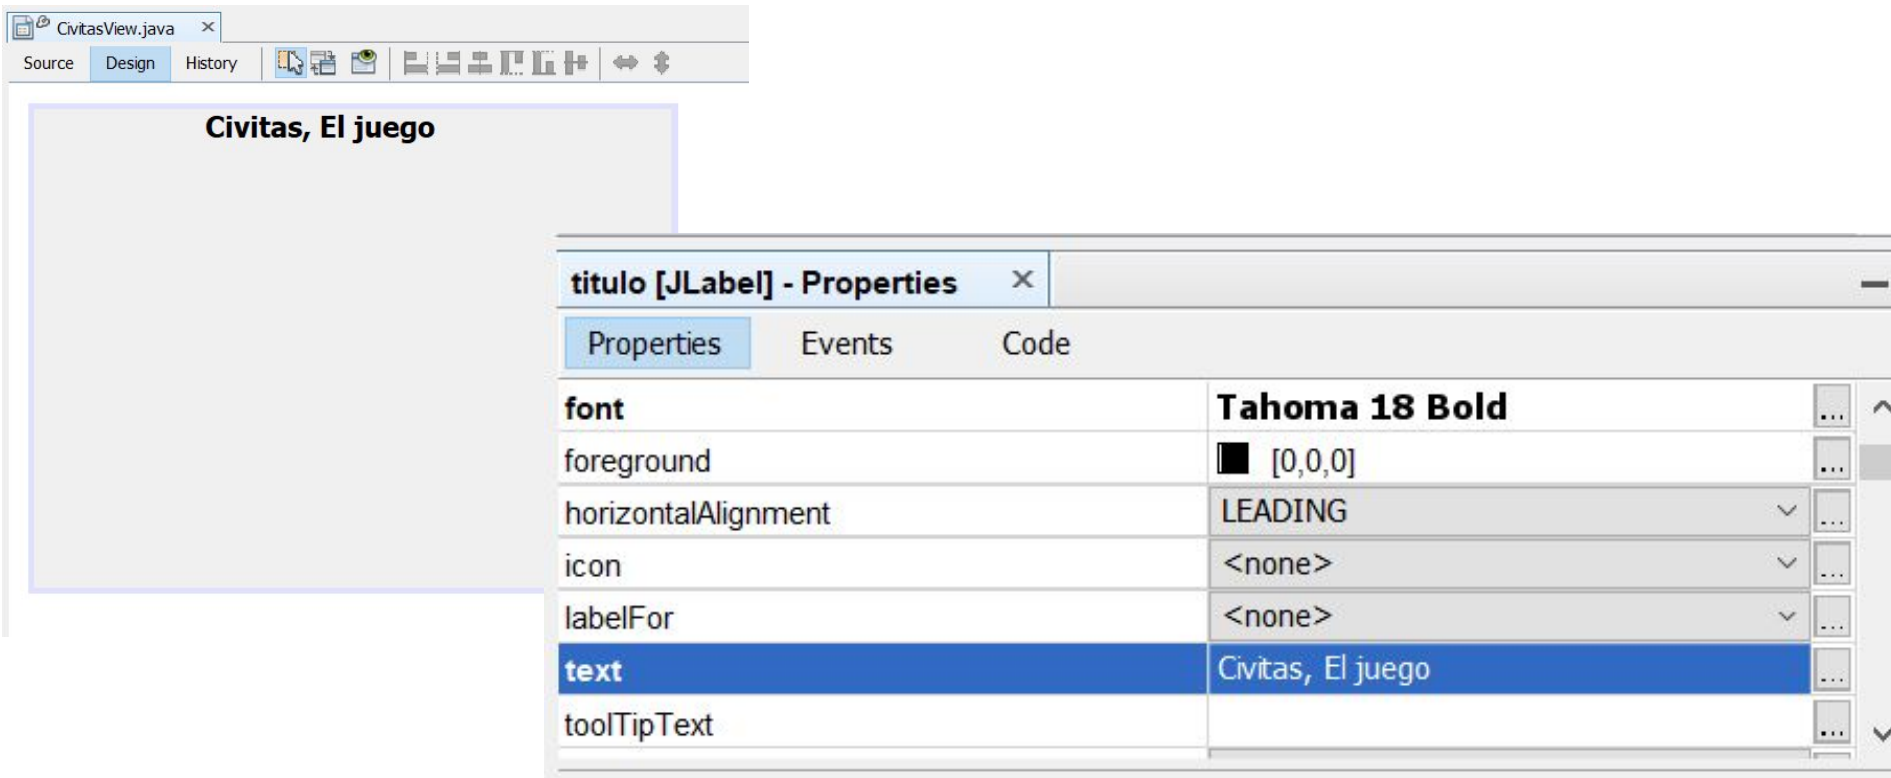 CivitasView.java
Source Design History
Civitas, El juego
titulo [JLabel] - Properties
Properties Events Code
font Tahoma 18 Bold ...
foreground [0,0,0] ...
horizontalAlignment LEADING ...
icon <none> ...
labelFor <none> ...
text Civitas, El juego ...
toolTipText ...